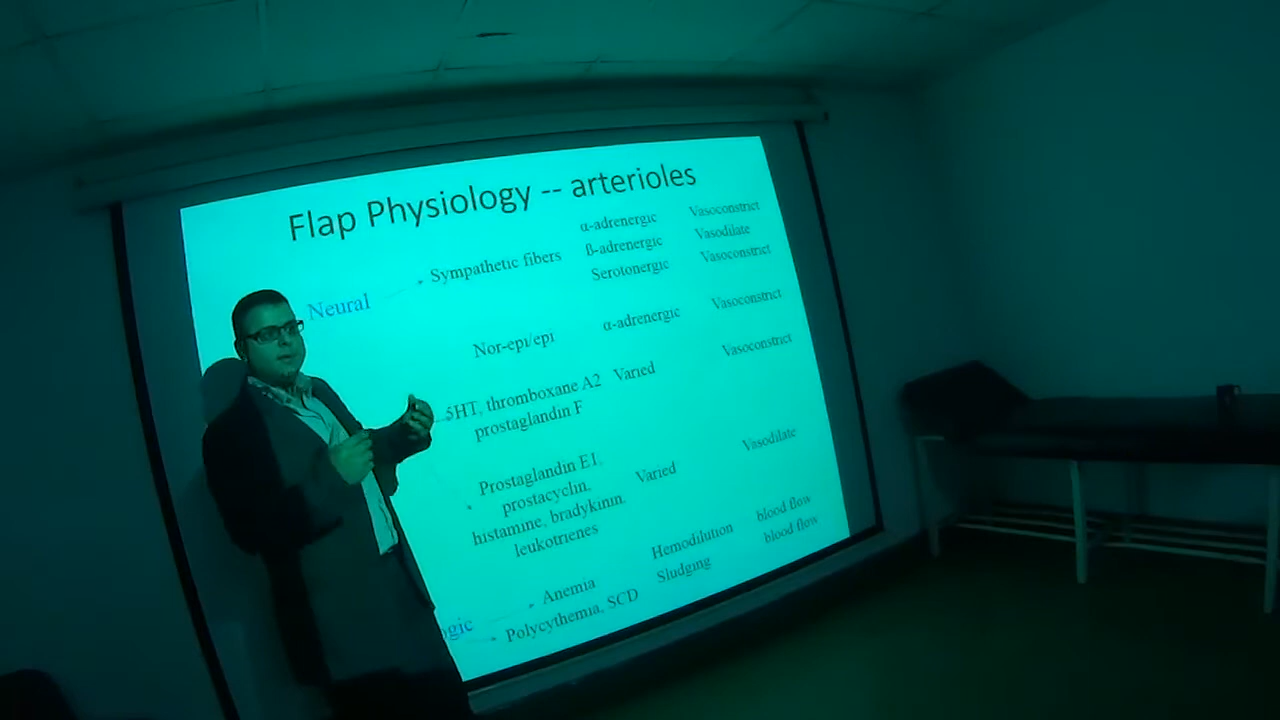 Flap Physiology -- arterioles
α-adrenergic Vasoconstrict
Neural Sympathetic fibers ß-adrenergic Vasodilate
Serotonergic Vasoconstrict
Nor-epi/epi α-adrenergic Vasoconstrict
5HT, thromboxane A2 Varied Vasoconstrict
prostaglandin F
Prostaglandin E1,
prostacyclin, Varied Vasodilate
histamine, bradykinin,
leukotrienes
Anemia Hemodilution blood flow
Polycythemia, SCD Sludging blood flow